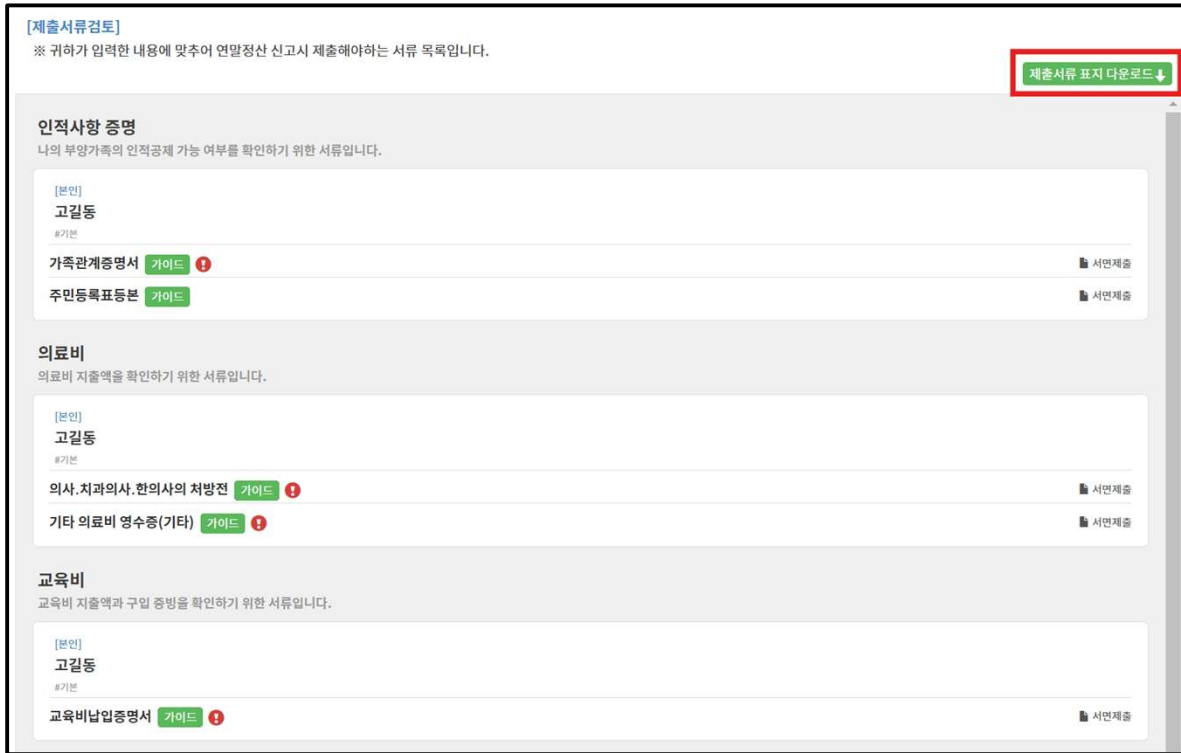 [제출서류검토]
※ 귀하가 입력한 내용에 맞추어 연말정산 신고시 제출해야하는 서류 목록입니다.
제출서류 표지 다운로드
인적사항 증명
나의 부양가족의 인적공제 가능 여부를 확인하기 위한 서류입니다.
[본인]
고길동
#기본
가족관계증명서 가이드 서면제출
주민등록표등본 가이드 서면제출
의료비
의료비 지출액을 확인하기 위한 서류입니다.
[본인]
고길동
#기본
의사.치과의사.한의사의 처방전 가이드 서면제출
기타 의료비 영수증(기타) 가이드 서면제출
교육비
교육비 지출액과 구입 증빙을 확인하기 위한 서류입니다.
[본인]
고길동
#기본
교육비납입증명서 가이드 서면제출